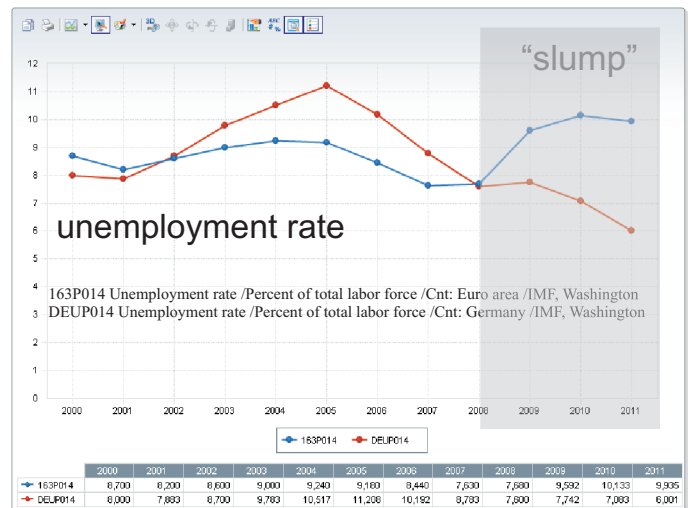 “slump”
12
11
10
9
8
7
6
5
4
3
2
1
0
unemployment rate
163P014 Unemployment rate /Percent of total labor force /Cnt: Euro area /IMF, Washington
DEUP014 Unemployment rate /Percent of total labor force /Cnt: Germany /IMF, Washington
2000 2001 2002 2003 2004 2005 2006 2007 2008 2009 2010 2011
163P014 DEUP014
2000 2001 2002 2003 2004 2005 2006 2007 2008 2009 2010 2011
163P014 8,700 8,200 8,600 9,000 9,240 9,180 8,440 7,630 7,680 9,592 10,133 9,935
DEUP014 8,000 7,883 8,700 9,783 10,517 11,208 10,192 8,783 7,600 7,742 7,083 6,001